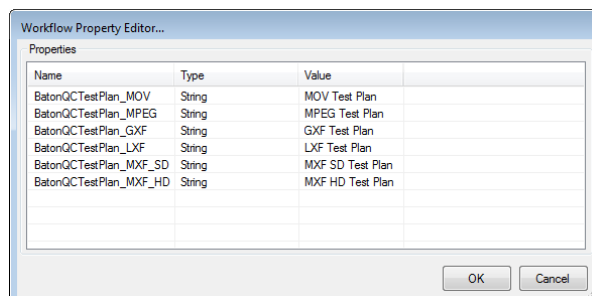 Workflow Property Editor...
Properties
Name Type Value
BatonQCTestPlan_MOV String MOV Test Plan
BatonQCTestPlan_MPEG String MPEG Test Plan
BatonQCTestPlan_GXF String GXF Test Plan
BatonQCTestPlan_LXF String LXF Test Plan
BatonQCTestPlan_MXF_SD String MXF SD Test Plan
BatonQCTestPlan_MXF_HD String MXF HD Test Plan
OK Cancel